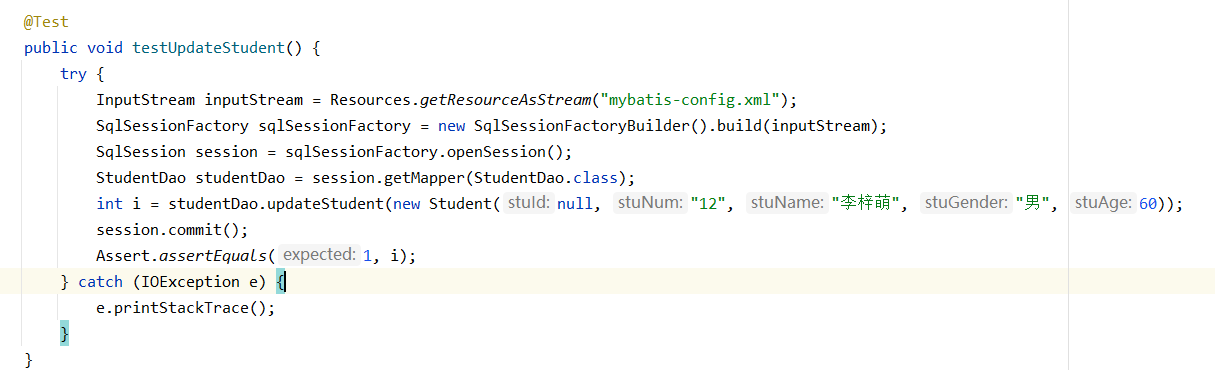 @Test
public void testUpdateStudent() {
try {
InputStream inputStream = Resources.getResourceAsStream("mybatis-config.xml");
SqlSessionFactory sqlSessionFactory = new SqlSessionFactoryBuilder().build(inputStream);
SqlSession session = sqlSessionFactory.openSession();
StudentDao studentDao = session.getMapper(StudentDao.class);
int i = studentDao.updateStudent(new Student( stuId: null, stuNum: "12", stuName: "李梓萌", stuGender: "男", stuAge: 60));
session.commit();
Assert.assertEquals( expected: 1, i);
} catch (IOException e) {
e.printStackTrace();
}
}